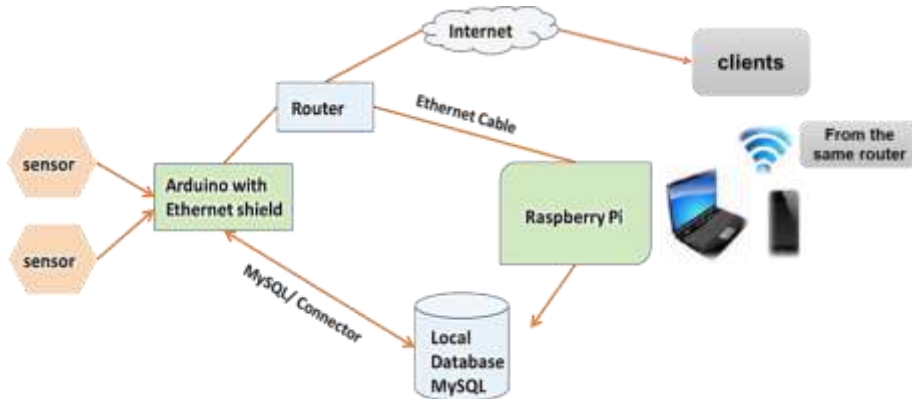 Internet
clients
Router
Ethernet Cable
From the
same router
sensor
Arduino with
Ethernet shield
Raspberry Pi
sensor
MySQL/ Connector
Local
Database
MySQL